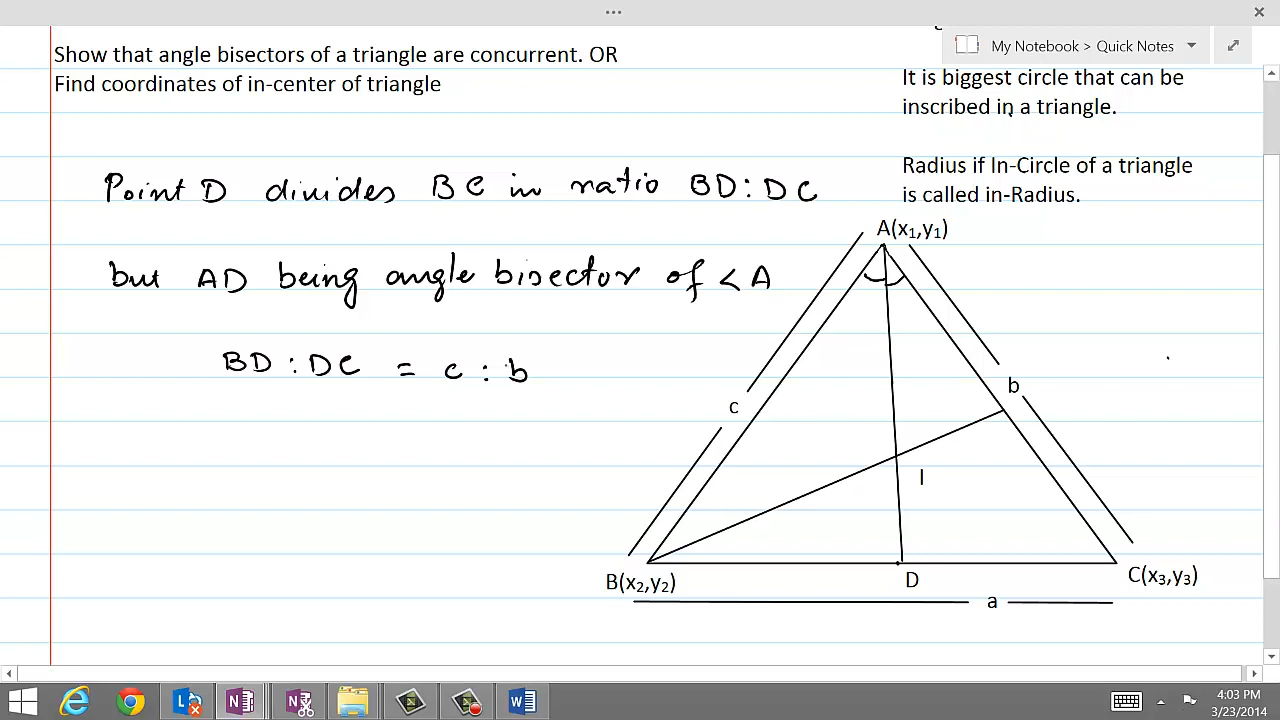 My Notebook > Quick Notes
Show that angle bisectors of a triangle are concurrent. OR
Find coordinates of in-center of triangle
It is biggest circle that can be
inscribed in a triangle.
Radius if In-Circle of a triangle
is called in-Radius.
Point D divides BC in ratio BD:DC
but AD being angle bisector of <A
BD:DC = c : b
A(x₁,y₁)
b
c
I
B(x₂,y₂)
D
C(x₃,y₃)
a
4:03 PM
3/23/2014